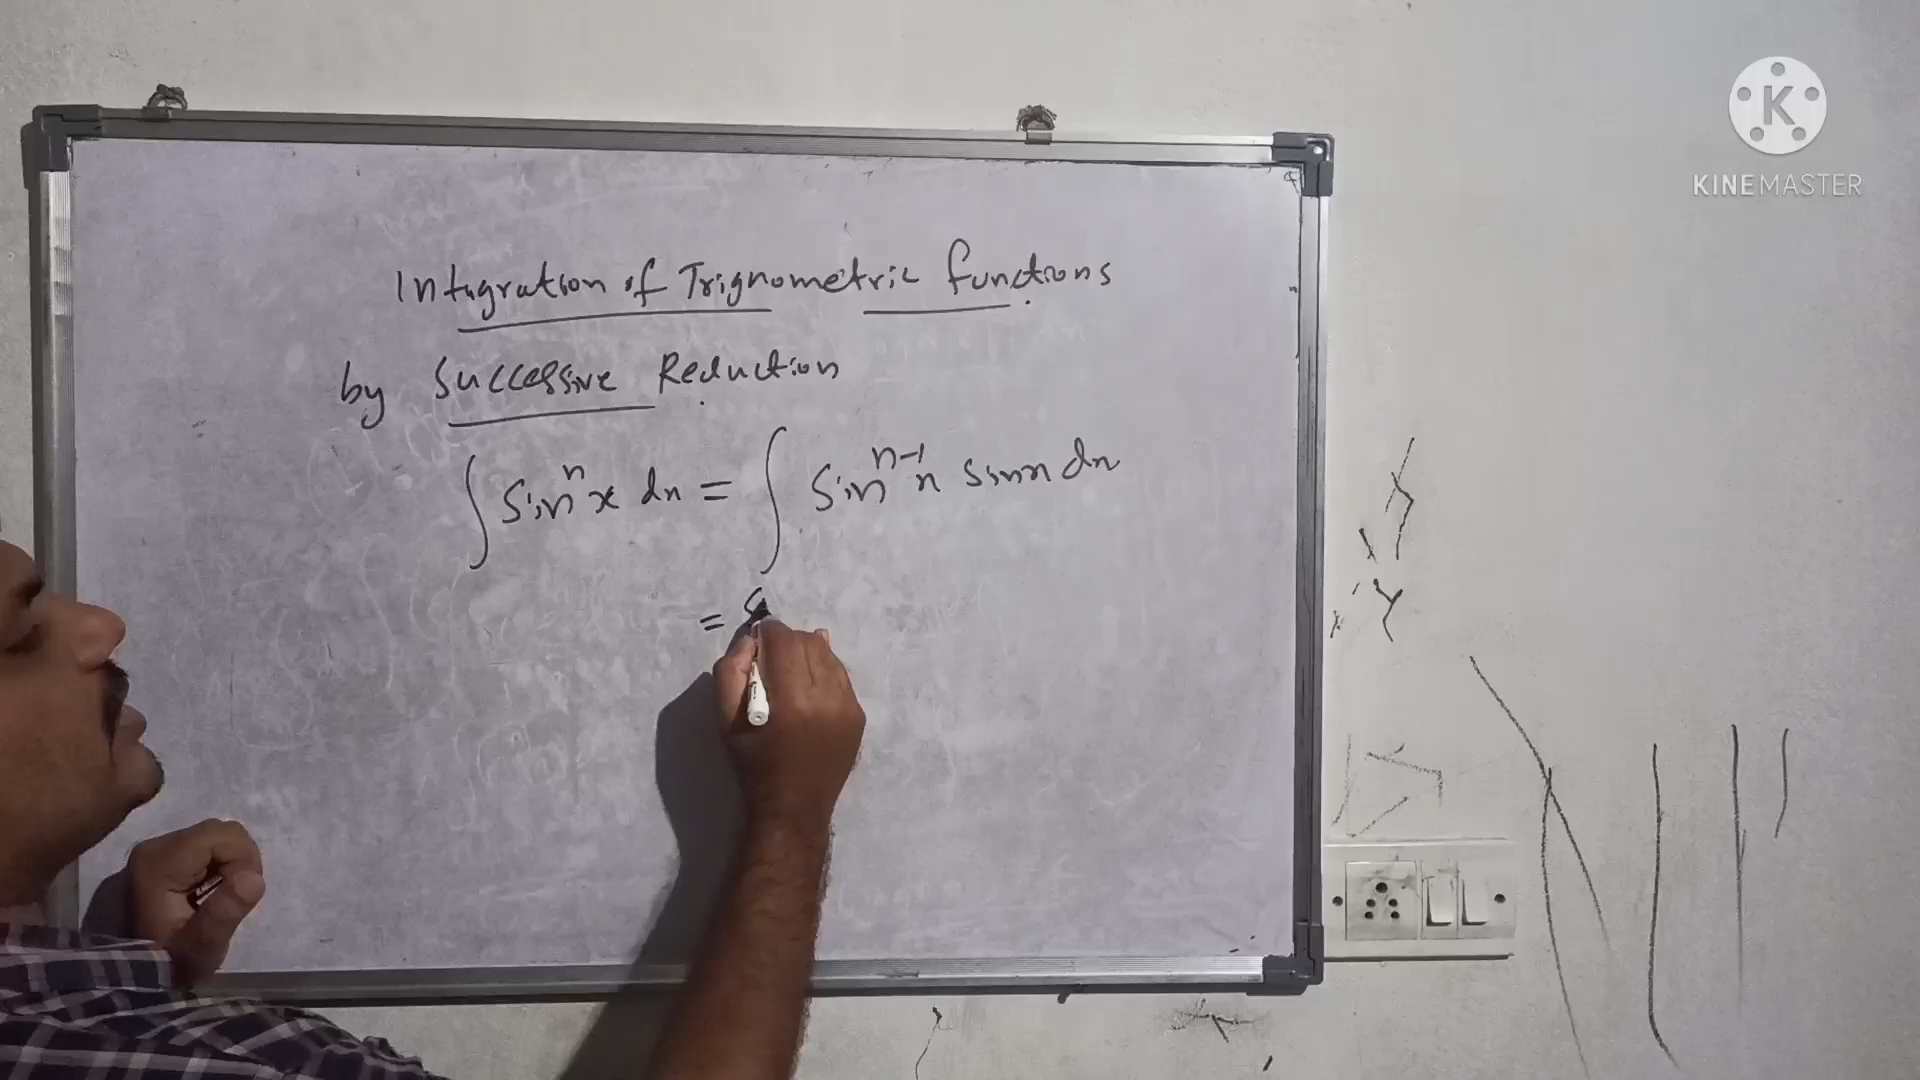 Integration of Trignometric functions
by Successive Reduction
∫ sinⁿx dx = ∫ sinⁿ⁻¹x sinx dx
= S
K
KINEMASTER